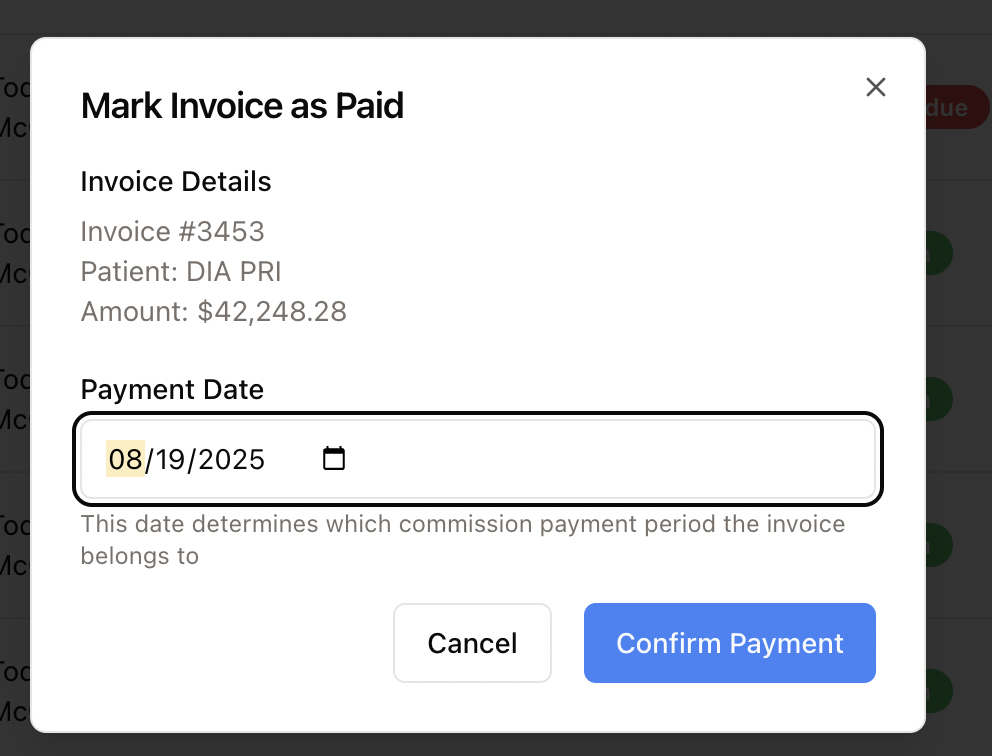 Mark Invoice as Paid
due
Invoice Details
Invoice #3453
Patient: DIA PRI
Amount: $42,248.28
Payment Date
08/19/2025
This date determines which commission payment period the invoice
belongs to
Cancel
Confirm Payment